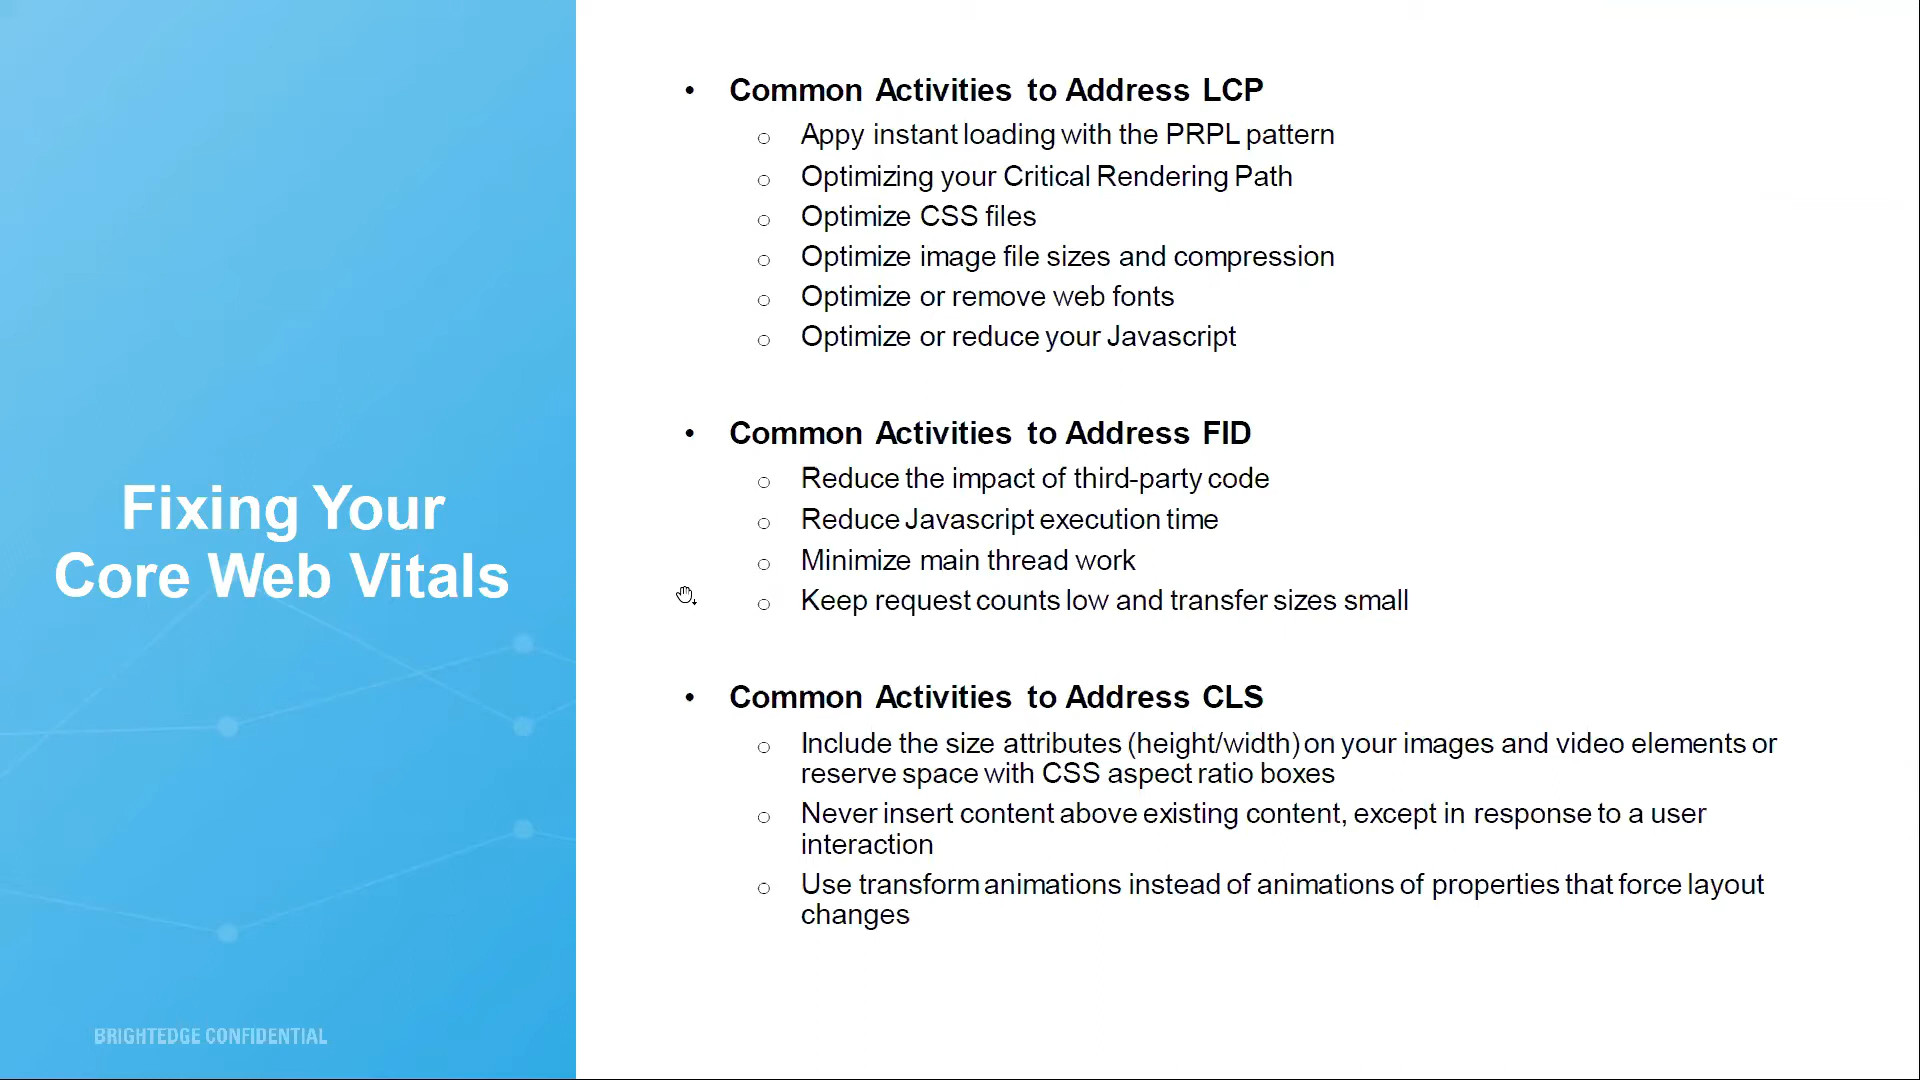 Fixing Your
Core Web Vitals
BRIGHTEDGE CONFIDENTIAL
• Common Activities to Address LCP
o Appy instant loading with the PRPL pattern
o Optimizing your Critical Rendering Path
o Optimize CSS files
o Optimize image file sizes and compression
o Optimize or remove web fonts
o Optimize or reduce your Javascript
• Common Activities to Address FID
o Reduce the impact of third-party code
o Reduce Javascript execution time
o Minimize main thread work
o Keep request counts low and transfer sizes small
• Common Activities to Address CLS
o Include the size attributes (height/width) on your images and video elements or
reserve space with CSS aspect ratio boxes
o Never insert content above existing content, except in response to a user
interaction
o Use transform animations instead of animations of properties that force layout
changes